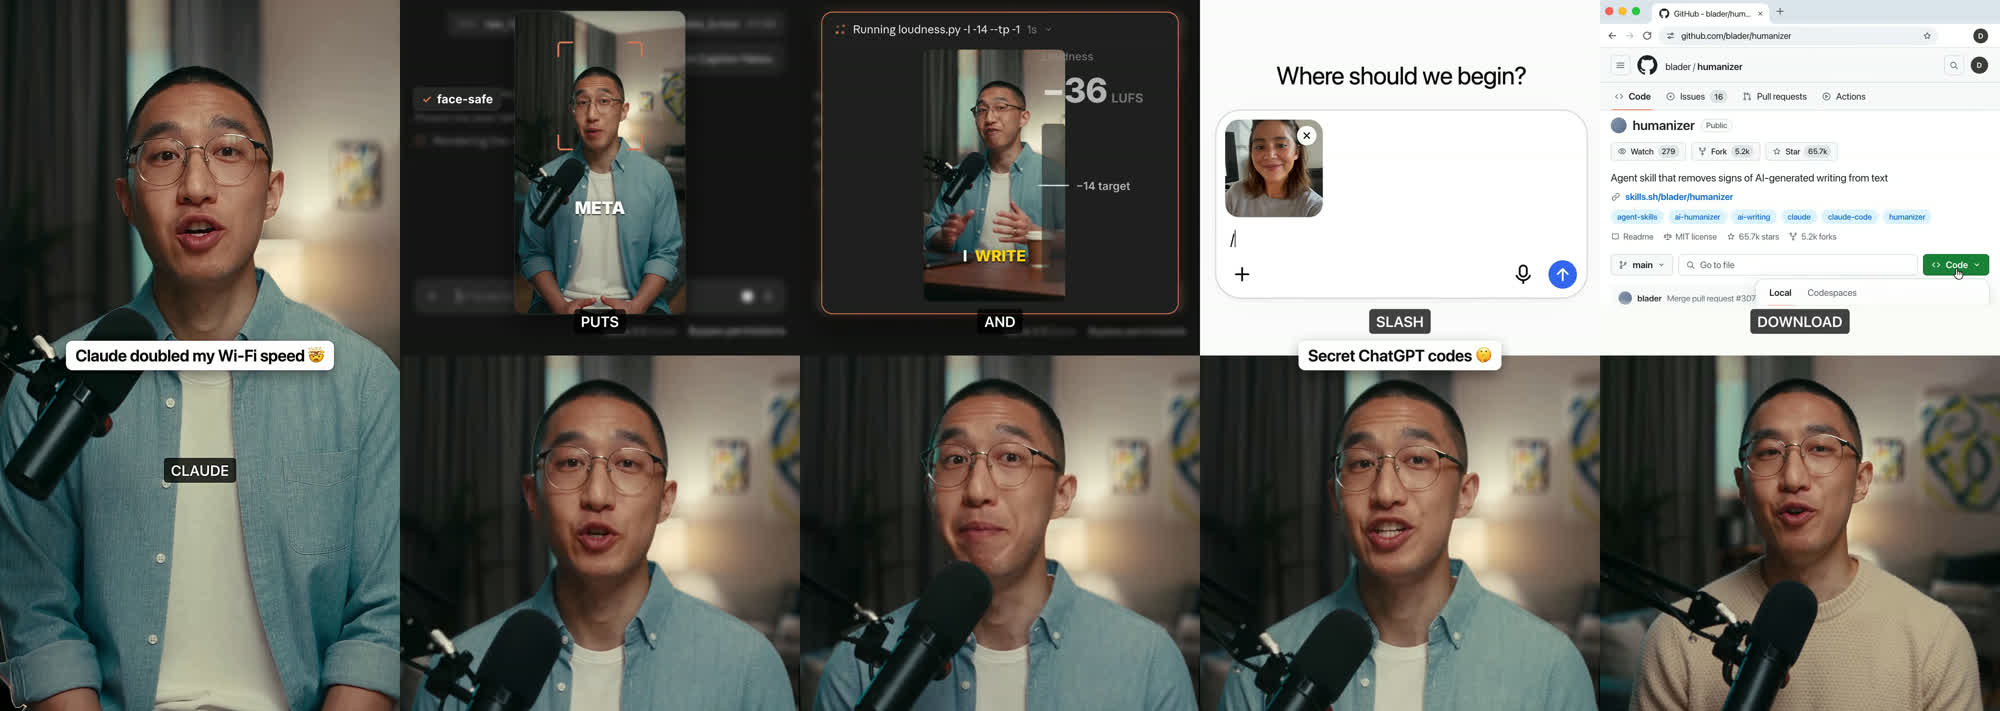 Claude doubled my Wi-Fi speed 🤯
CLAUDE
face-safe
META
PUTS
Running loudness.py -I -14 --tp -1 1s
-36 LUFS
-14 target
I WRITE
AND
Where should we begin?
/
SLASH
Secret ChatGPT codes 🤫
GitHub - blader/hum...
github.com/blader/humanizer
D
blader / humanizer
D
Code
Issues 16
Pull requests
Actions
humanizer Public
Watch 279
Fork 5.2k
Star 65.7k
Agent skill that removes signs of AI-generated writing from text
skills.sh/blader/humanizer
agent-skills ai-humanizer ai-writing claude claude-code humanizer
Readme MIT license 65.7k stars 5.2k forks
main
Go to file
Code
Local Codespaces
blader Merge pull request #307
DOWNLOAD